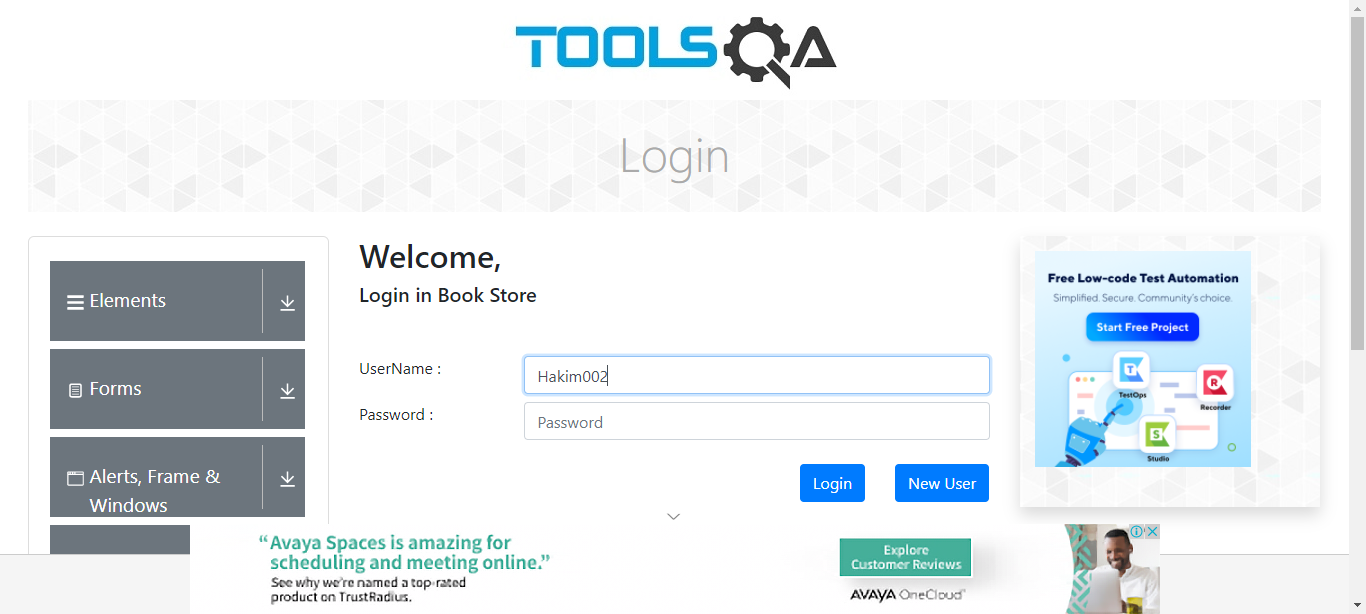 TOOLSQA
Login
Elements
Forms
Alerts, Frame &
Windows
Welcome,
Login in Book Store
UserName :
Hakim002
Password :
Password
Login
New User
Free Low-code Test Automation
Simplified. Secure. Community's choice.
Start Free Project
T
TestOps
R
Recorder
S
Studio
“Avaya Spaces is amazing for
scheduling and meeting online.”
See why we're named a top-rated
product on TrustRadius.
Explore
Customer Reviews
AVAYA OneCloud